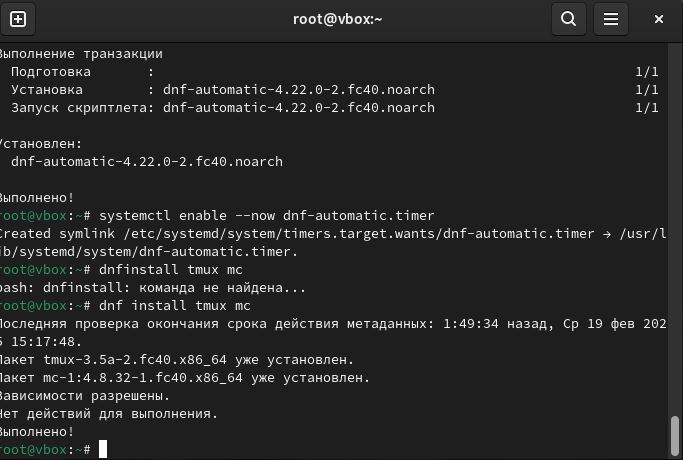 root@vbox:~
Выполнение транзакции
  Подготовка       :                                                            1/1
  Установка        : dnf-automatic-4.22.0-2.fc40.noarch                         1/1
  Запуск скриптлета: dnf-automatic-4.22.0-2.fc40.noarch                         1/1
Установлен:
  dnf-automatic-4.22.0-2.fc40.noarch
Выполнено!
root@vbox:~# systemctl enable --now dnf-automatic.timer
Created symlink /etc/systemd/system/timers.target.wants/dnf-automatic.timer → /usr/l
ib/systemd/system/dnf-automatic.timer.
root@vbox:~# dnfinstall tmux mc
bash: dnfinstall: команда не найдена...
root@vbox:~# dnf install tmux mc
Последняя проверка окончания срока действия метаданных: 1:49:34 назад, Ср 19 фев 202
5 15:17:48.
Пакет tmux-3.5a-2.fc40.x86_64 уже установлен.
Пакет mc-1:4.8.32-1.fc40.x86_64 уже установлен.
Зависимости разрешены.
Нет действий для выполнения.
Выполнено!
root@vbox:~#